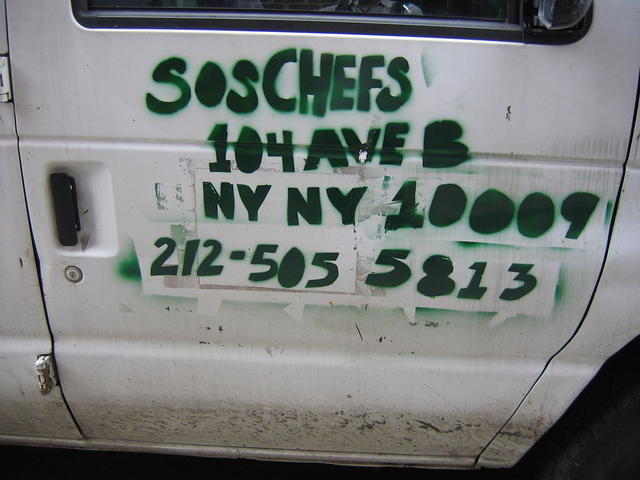 SOSCHEFS
104 AVE B
NY NY 10009
212-505 5813